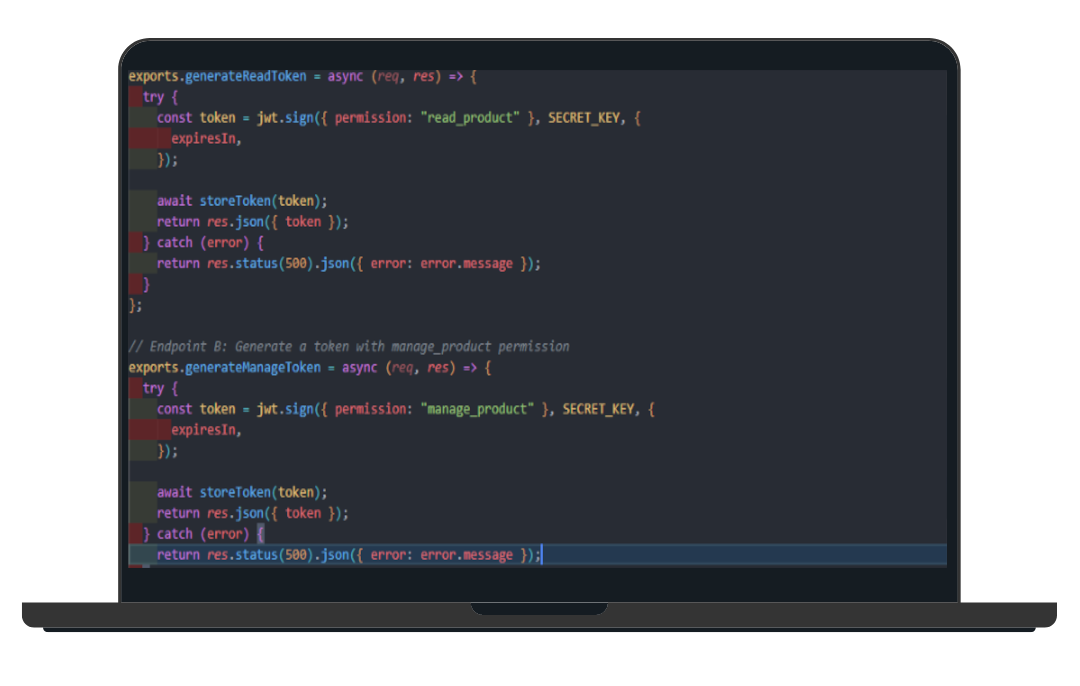 exports.generateReadToken = async (req, res) => {
try {
const token = jwt.sign({ permission: "read_product" }, SECRET_KEY, {
expiresIn,
});
await storeToken(token);
return res.json({ token });
} catch (error) {
return res.status(500).json({ error: error.message });
}
};
// Endpoint B: Generate a token with manage_product permission
exports.generateManageToken = async (req, res) => {
try {
const token = jwt.sign({ permission: "manage_product" }, SECRET_KEY, {
expiresIn,
});
await storeToken(token);
return res.json({ token });
} catch (error) {
return res.status(500).json({ error: error.message });